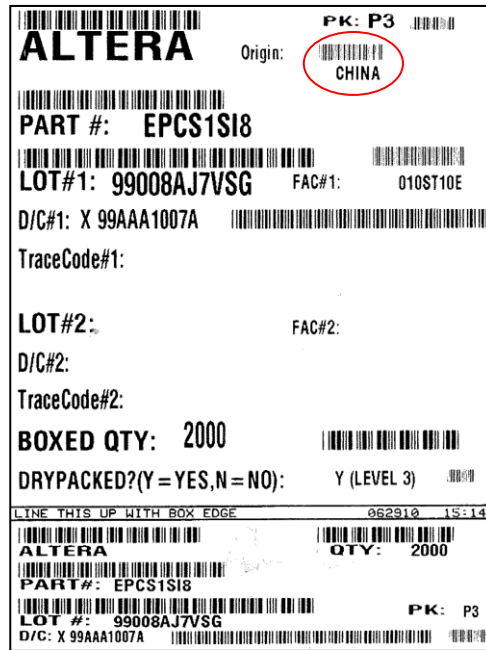 PK: P3
ALTERA
Origin:
CHINA
PART #: EPCS1SI8
LOT#1: 99008AJ7VSG FAC#1: 010ST10E
D/C#1: X 99AAA1007A
TraceCode#1:
LOT#2: FAC#2:
D/C#2:
TraceCode#2:
BOXED QTY: 2000
DRYPACKED?(Y=YES,N=NO): Y (LEVEL 3)
LINE THIS UP WITH BOX EDGE 062910 15:14
ALTERA QTY: 2000
PART#: EPCS1SI8
LOT #: 99008AJ7VSG PK: P3
D/C: X 99AAA1007A